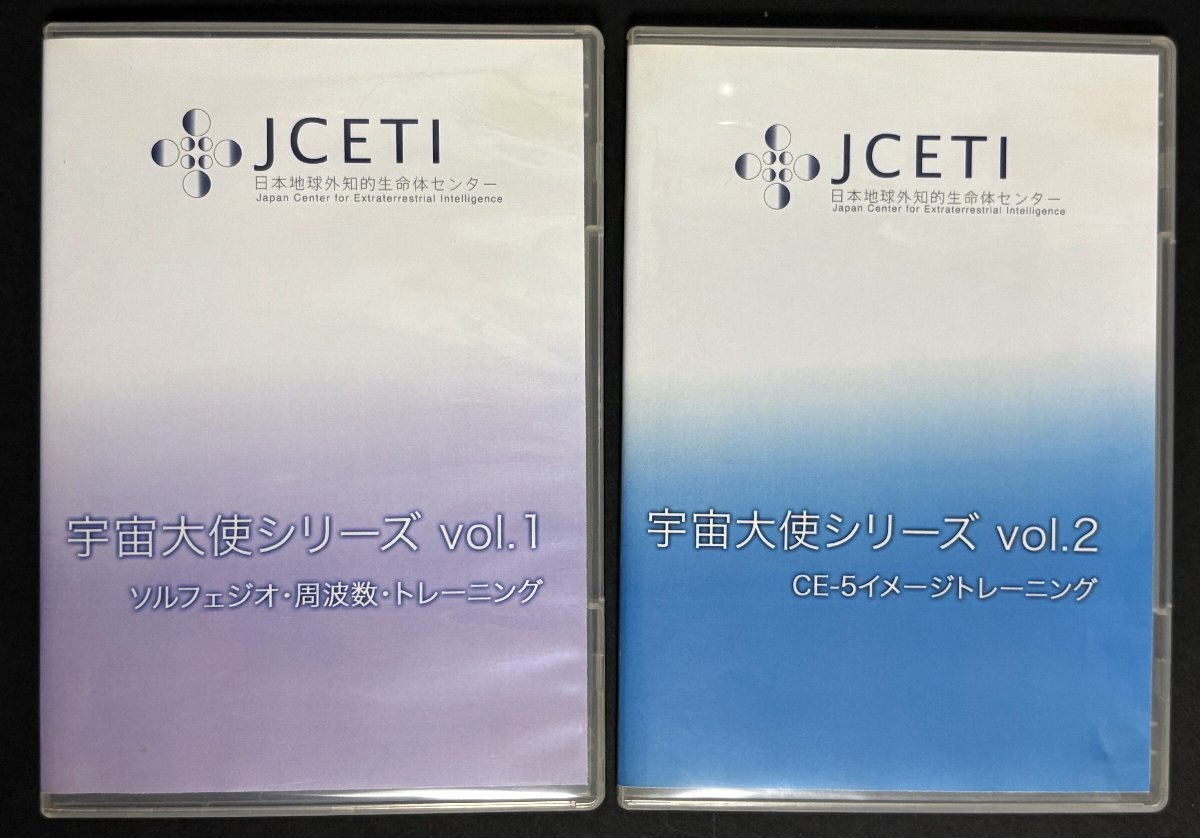 JCETI
日本地球外知的生命体センター
Japan Center for Extraterrestrial Intelligence
宇宙大使シリーズ vol.1
ソルフェジオ・周波数・トレーニング
JCETI
日本地球外知的生命体センター
Japan Center for Extraterrestrial Intelligence
宇宙大使シリーズ vol.2
CE-5イメージトレーニング